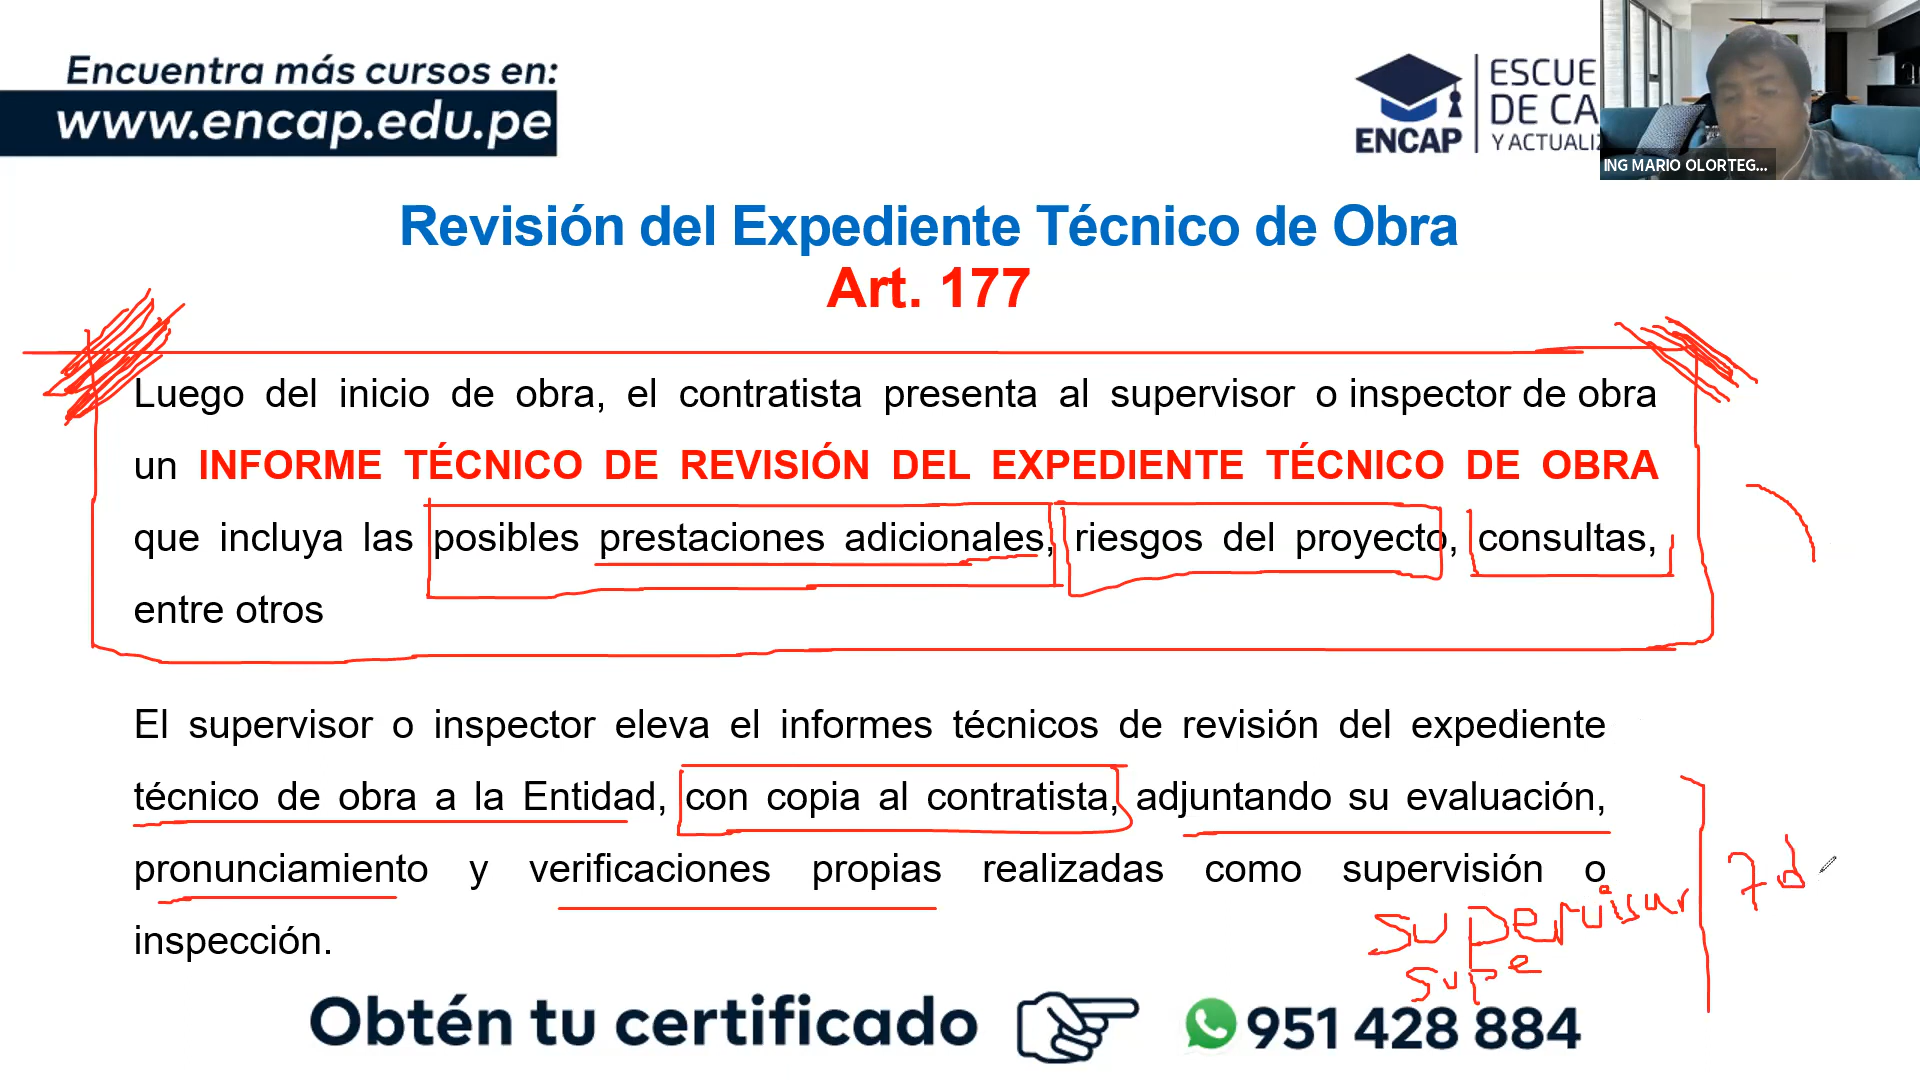 Encuentra más cursos en:
www.encap.edu.pe
ENCAP
ESCUE
DE CA
Y ACTUALIZ
ING MARIO OLORTEG...
Revisión del Expediente Técnico de Obra
Art. 177
Luego del inicio de obra, el contratista presenta al supervisor o inspector de obra
un INFORME TÉCNICO DE REVISIÓN DEL EXPEDIENTE TÉCNICO DE OBRA
que incluya las posibles prestaciones adicionales, riesgos del proyecto, consultas,
entre otros
El supervisor o inspector eleva el informes técnicos de revisión del expediente
técnico de obra a la Entidad, con copia al contratista, adjuntando su evaluación,
pronunciamiento y verificaciones propias realizadas como supervisión o
inspección.
7d
supervisur
supe
Obtén tu certificado
951 428 884